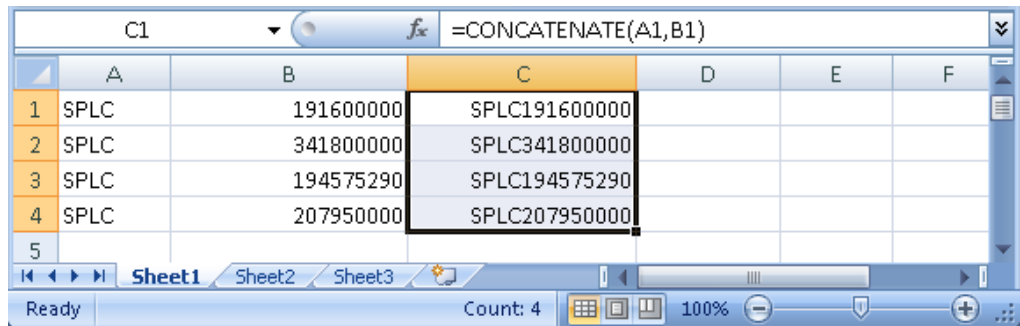 C1 fx =CONCATENATE(A1,B1)
A B C D E F
1 SPLC 191600000 SPLC191600000
2 SPLC 341800000 SPLC341800000
3 SPLC 194575290 SPLC194575290
4 SPLC 207950000 SPLC207950000
5
Sheet1 Sheet2 Sheet3
Ready Count: 4 100%